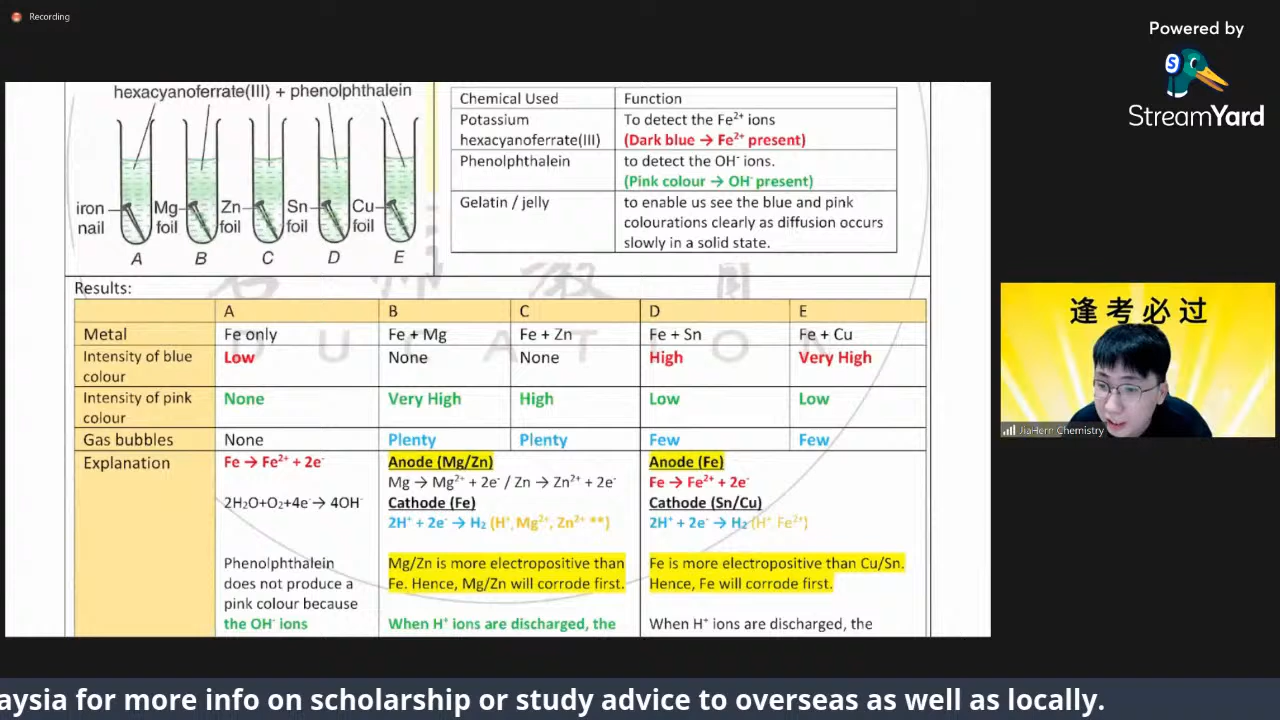 Recording
Powered by
S
StreamYard
hexacyanoferrate(III) + phenolphthalein
iron nail
Mg foil
Zn foil
Sn foil
Cu foil
A B C D E
Chemical Used Function
Potassium hexacyanoferrate(III) To detect the Fe²⁺ ions
(Dark blue → Fe²⁺ present)
Phenolphthalein to detect the OH⁻ ions.
(Pink colour → OH⁻ present)
Gelatin / jelly to enable us see the blue and pink
colourations clearly as diffusion occurs
slowly in a solid state.
Results:
A B C D E
Metal Fe only Fe + Mg Fe + Zn Fe + Sn Fe + Cu
Intensity of blue colour Low None None High Very High
Intensity of pink colour None Very High High Low Low
Gas bubbles None Plenty Plenty Few Few
Explanation
Fe → Fe²⁺ + 2e⁻
2H₂O+O₂+4e⁻→ 4OH⁻
Phenolphthalein
does not produce a
pink colour because
the OH⁻ ions
Anode (Mg/Zn)
Mg → Mg²⁺ + 2e⁻ / Zn → Zn²⁺ + 2e⁻
Cathode (Fe)
2H⁺ + 2e⁻ → H₂ (H⁺, Mg²⁺, Zn²⁺ **)
Mg/Zn is more electropositive than
Fe. Hence, Mg/Zn will corrode first.
When H⁺ ions are discharged, the
Anode (Fe)
Fe → Fe²⁺ + 2e⁻
Cathode (Sn/Cu)
2H⁺ + 2e⁻ → H₂ (H⁺ Fe²⁺)
Fe is more electropositive than Cu/Sn.
Hence, Fe will corrode first.
When H⁺ ions are discharged, the
逢考必过
JiaHern Chemistry
aysia for more info on scholarship or study advice to overseas as well as locally.